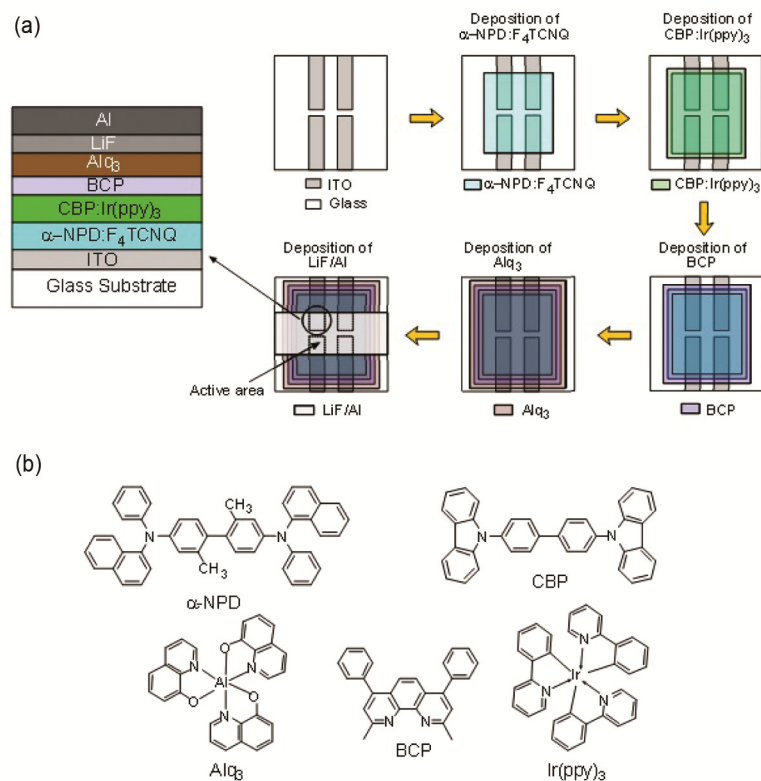 (a)
Al
LiF
Alq3
BCP
CBP:Ir(ppy)3
α–NPD:F4TCNQ
ITO
Glass Substrate
ITO
Glass
Deposition of
α–NPD:F4TCNQ
α–NPD:F4TCNQ
Deposition of
CBP:Ir(ppy)3
CBP:Ir(ppy)3
Deposition of
LiF/Al
Active area
LiF/Al
Deposition of
Alq3
Alq3
Deposition of
BCP
BCP
(b)
N
CH3
CH3
N
α-NPD
N
N
CBP
O
N
Al
N
O
O
N
Alq3
N
N
BCP
N
Ir
N
N
Ir(ppy)3